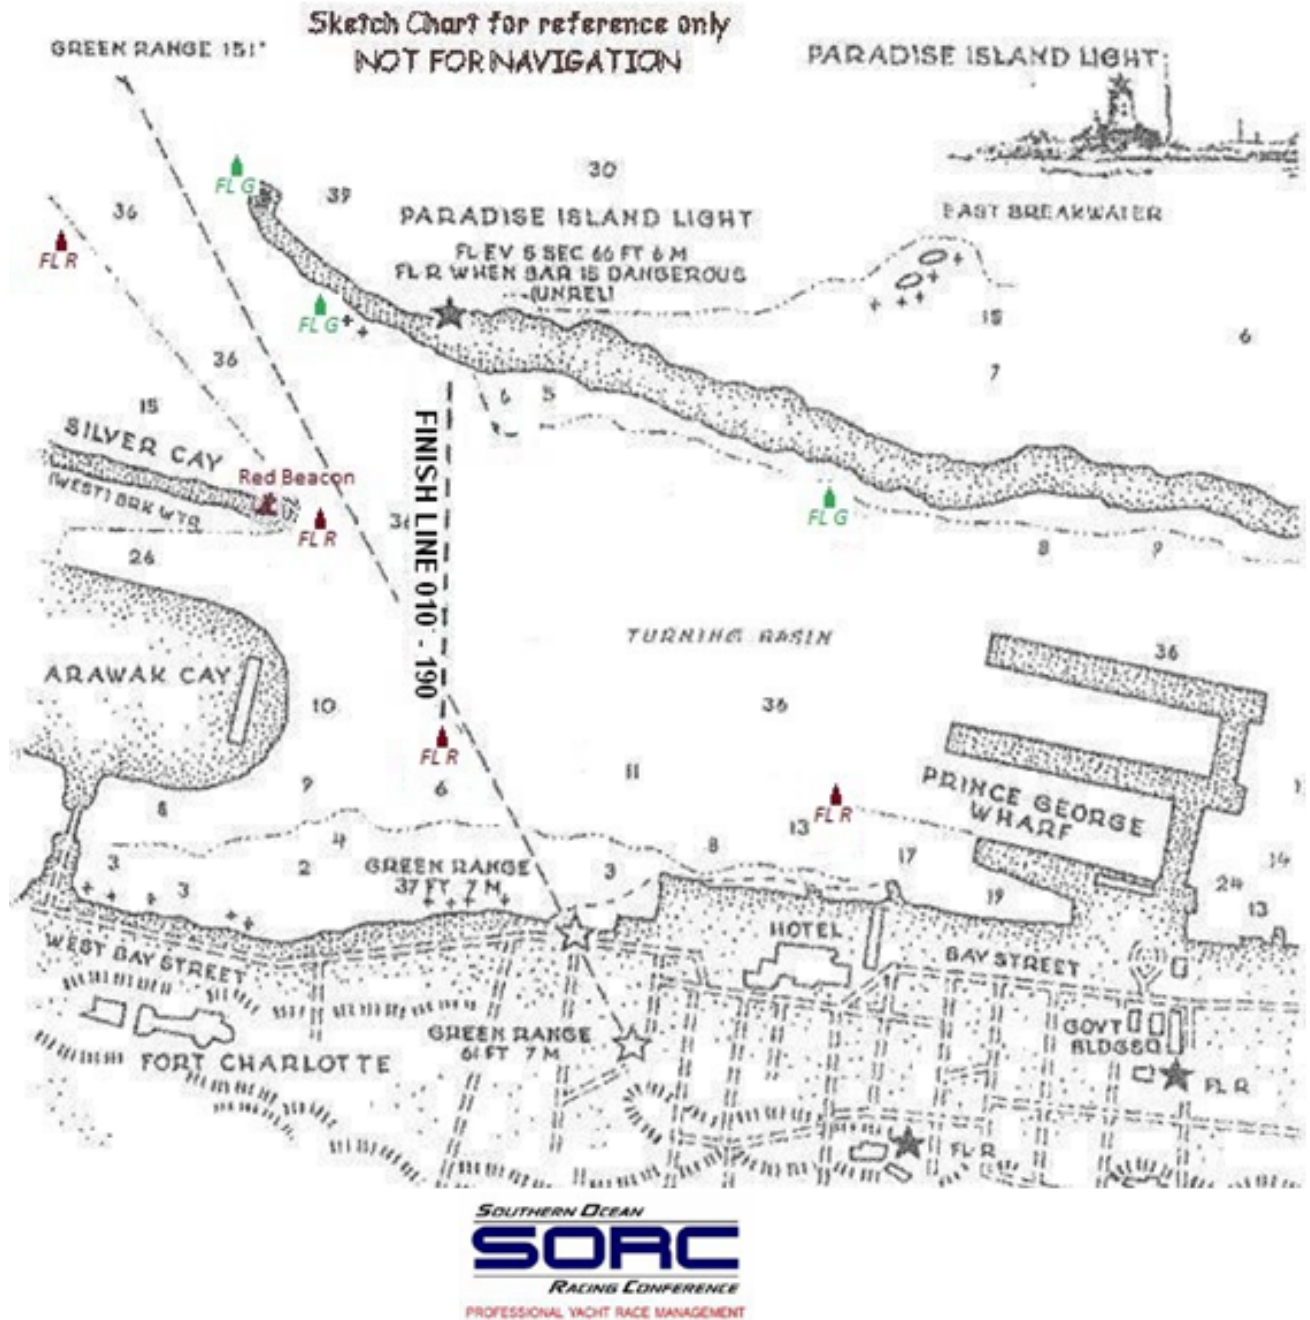 Sketch Chart for reference only
NOT FOR NAVIGATION
GREEN RANGE 151°
PARADISE ISLAND LIGHT
30
FL G
39
36
PARADISE ISLAND LIGHT
EAST BREAKWATER
FL R
FL EV 5 SEC 66 FT 6 M
FL R WHEN BAR IS DANGEROUS
(UNREL)
FL G
18
6
36
7
6
5
15
SILVER CAY
Red Beacon
(WEST) BRK WTR
FINISH LINE 010° - 190
FL G
FL R
36
26
8
9
TURNING BASIN
36
ARAWAK CAY
10
36
FL R
11
9
6
8
FL R
PRINCE GEORGE
WHARF
4
13
8
17
3
3
2
GREEN RANGE
37 FT 7 M
3
19
24
14
13
HOTEL
WEST BAY STREET
BAY STREET
GREEN RANGE
61 FT 7 M
GOVT
BLDGS
FORT CHARLOTTE
FL R
FL R
SOUTHERN OCEAN
SORC
RACING CONFERENCE
PROFESSIONAL YACHT RACE MANAGEMENT